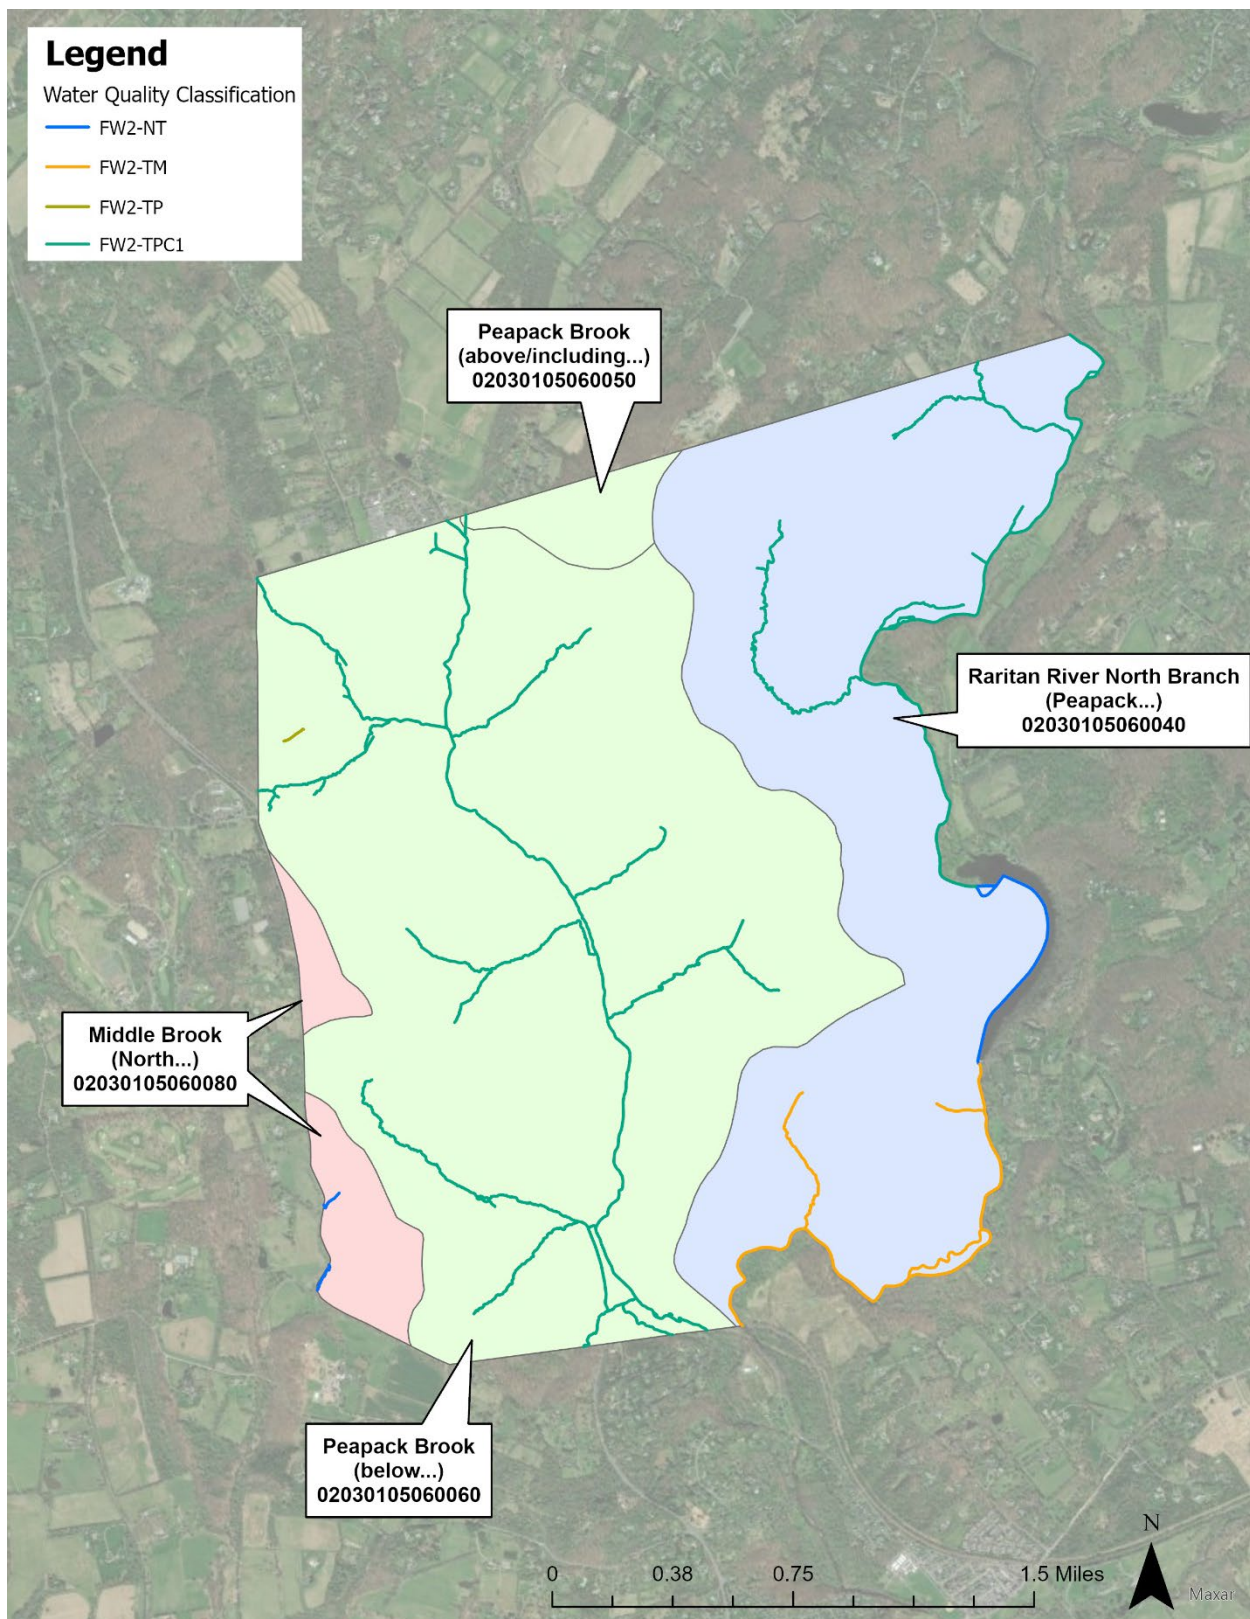 Legend
Water Quality Classification
FW2-NT
FW2-TM
FW2-TP
FW2-TPC1
Peapack Brook
(above/including...)
02030105060050
Raritan River North Branch
(Peapack...)
02030105060040
Middle Brook
(North...)
02030105060080
Peapack Brook
(below...)
02030105060060
N
0 0.38 0.75 1.5 Miles
Maxar